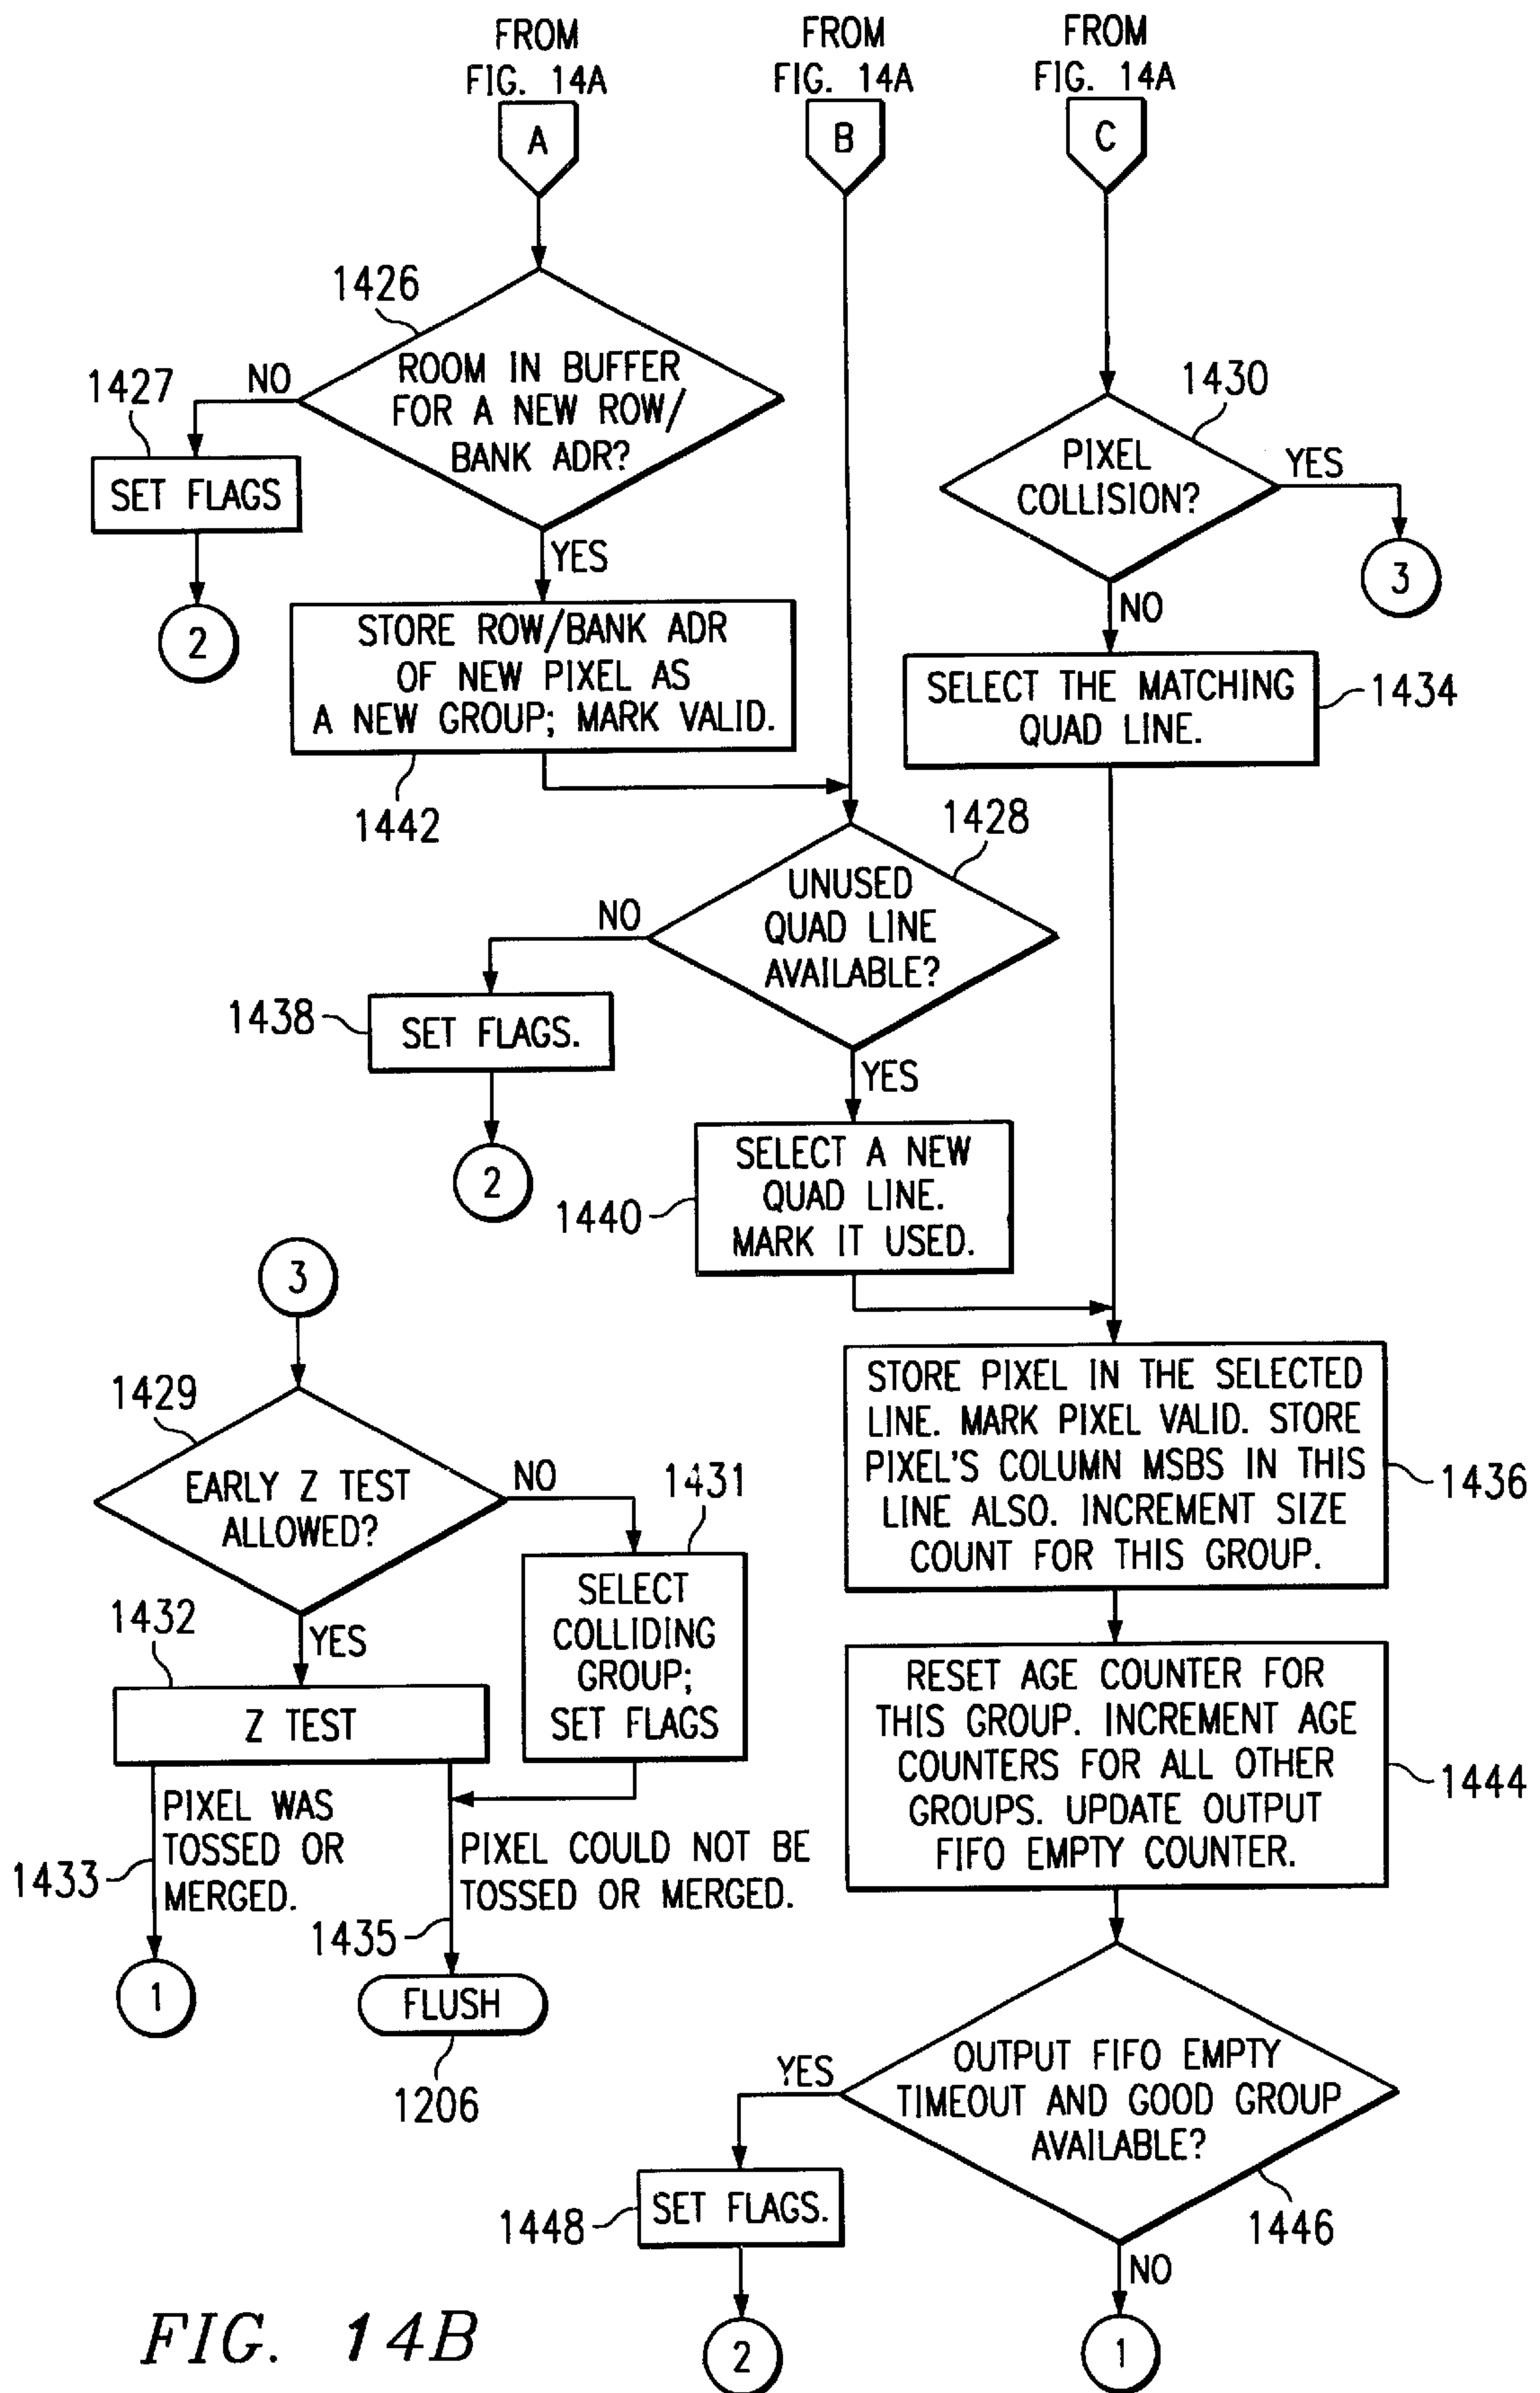 FROM
FIG. 14A
A
FROM
FIG. 14A
B
FROM
FIG. 14A
C
1426
ROOM IN BUFFER
FOR A NEW ROW/
BANK ADR?
NO
1427
SET FLAGS
2
YES
STORE ROW/BANK ADR
OF NEW PIXEL AS
A NEW GROUP; MARK VALID.
1442
1430
PIXEL
COLLISION?
YES
3
NO
SELECT THE MATCHING
QUAD LINE.
1434
1428
UNUSED
QUAD LINE
AVAILABLE?
NO
1438
SET FLAGS.
2
YES
SELECT A NEW
QUAD LINE.
MARK IT USED.
1440
3
1429
EARLY Z TEST
ALLOWED?
NO
1431
SELECT
COLLIDING
GROUP;
SET FLAGS
YES
1432
Z TEST
PIXEL WAS
TOSSED OR
MERGED.
1433
1
PIXEL COULD NOT BE
TOSSED OR MERGED.
1435
FLUSH
1206
STORE PIXEL IN THE SELECTED
LINE. MARK PIXEL VALID. STORE
PIXEL'S COLUMN MSBS IN THIS
LINE ALSO. INCREMENT SIZE
COUNT FOR THIS GROUP.
1436
RESET AGE COUNTER FOR
THIS GROUP. INCREMENT AGE
COUNTERS FOR ALL OTHER
GROUPS. UPDATE OUTPUT
FIFO EMPTY COUNTER.
1444
OUTPUT FIFO EMPTY
TIMEOUT AND GOOD GROUP
AVAILABLE?
1446
YES
SET FLAGS.
1448
2
NO
1
FIG. 14B